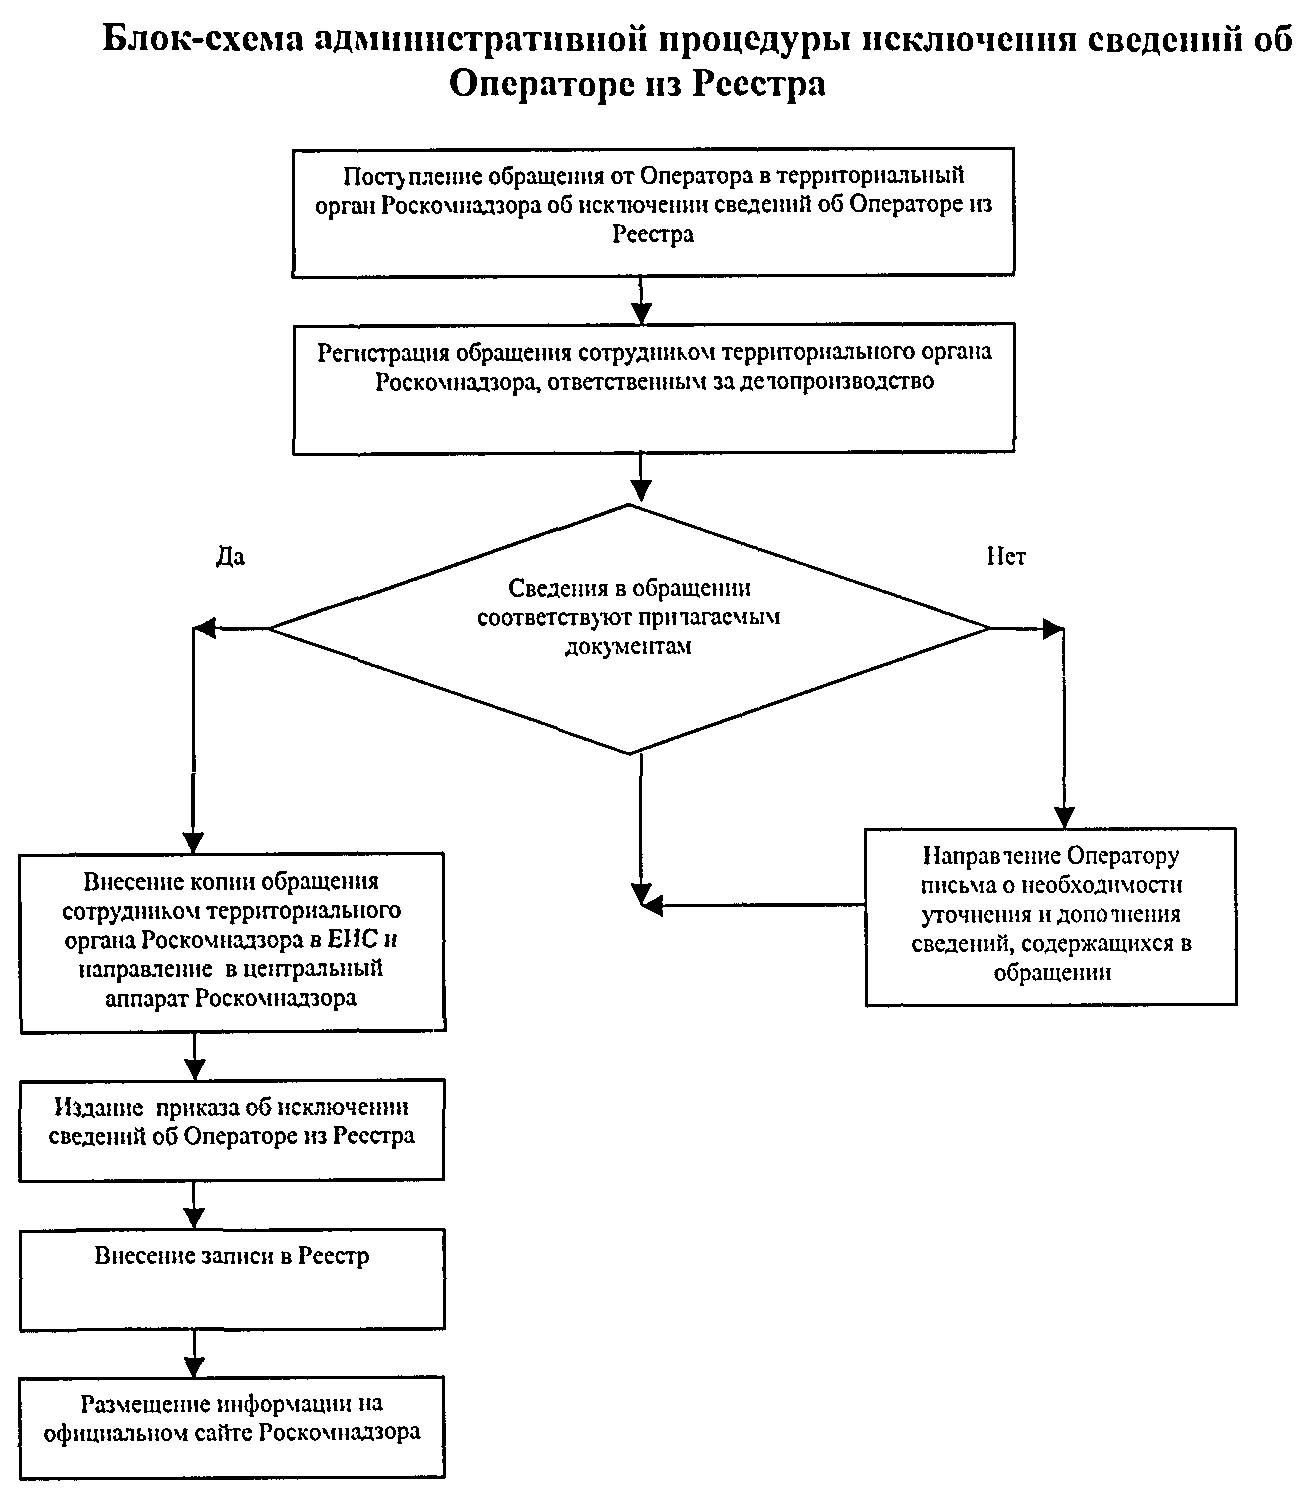 Блок-схема административной процедуры исключения сведений об
Операторе из Реестра
Поступление обращения от Оператора в территориальный
орган Роскомнадзора об исключении сведений об Операторе из
Реестра
Регистрация обращения сотрудником территориального органа
Роскомнадзора, ответственным за делопроизводство
Да
Нет
Сведения в обращении
соответствуют прилагаемым
документам
Направление Оператору
письма о необходимости
уточнения и дополнения
сведений, содержащихся в
обращении
Внесение копии обращения
сотрудником территориального
органа Роскомнадзора в ЕИС и
направление в центральный
аппарат Роскомнадзора
Издание приказа об исключении
сведений об Операторе из Реестра
Внесение записи в Реестр
Размещение информации на
официальном сайте Роскомнадзора